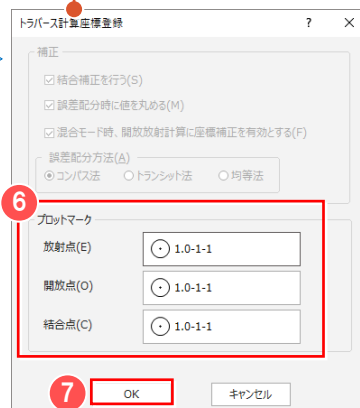 トラバース計算座標登録 ? ×
補正
結合補正を行う(S)
誤差配分時に値を丸める(M)
混合モード時、開放放射計算に座標補正を有効とする(F)
誤差配分方法(A)
コンパス法 トランシット法 均等法
6
プロットマーク
放射点(E) 1.0-1-1
開放点(O) 1.0-1-1
結合点(C) 1.0-1-1
7 OK キャンセル